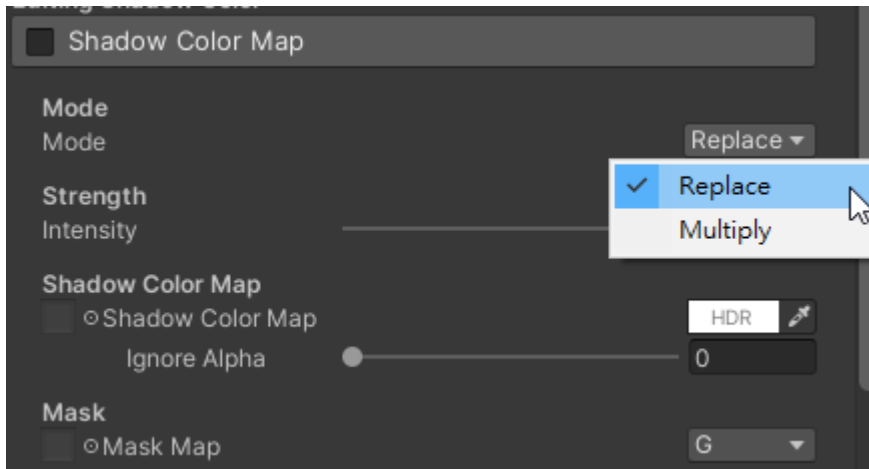 Shadow Color Map
Mode
Mode
Replace
Replace
Multiply
Strength
Intensity
Shadow Color Map
Shadow Color Map
HDR
Ignore Alpha
0
Mask
Mask Map
G